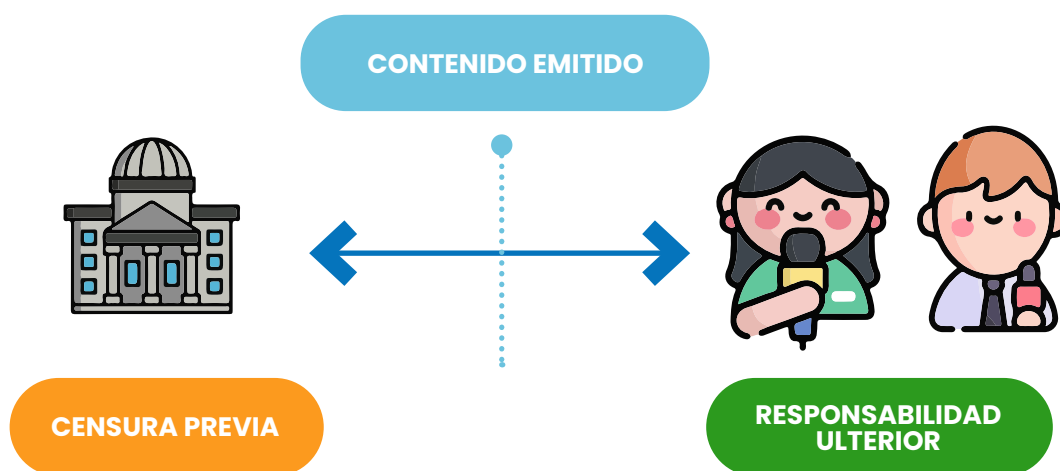 CONTENIDO EMITIDO
CENSURA PREVIA
RESPONSABILIDAD
ULTERIOR